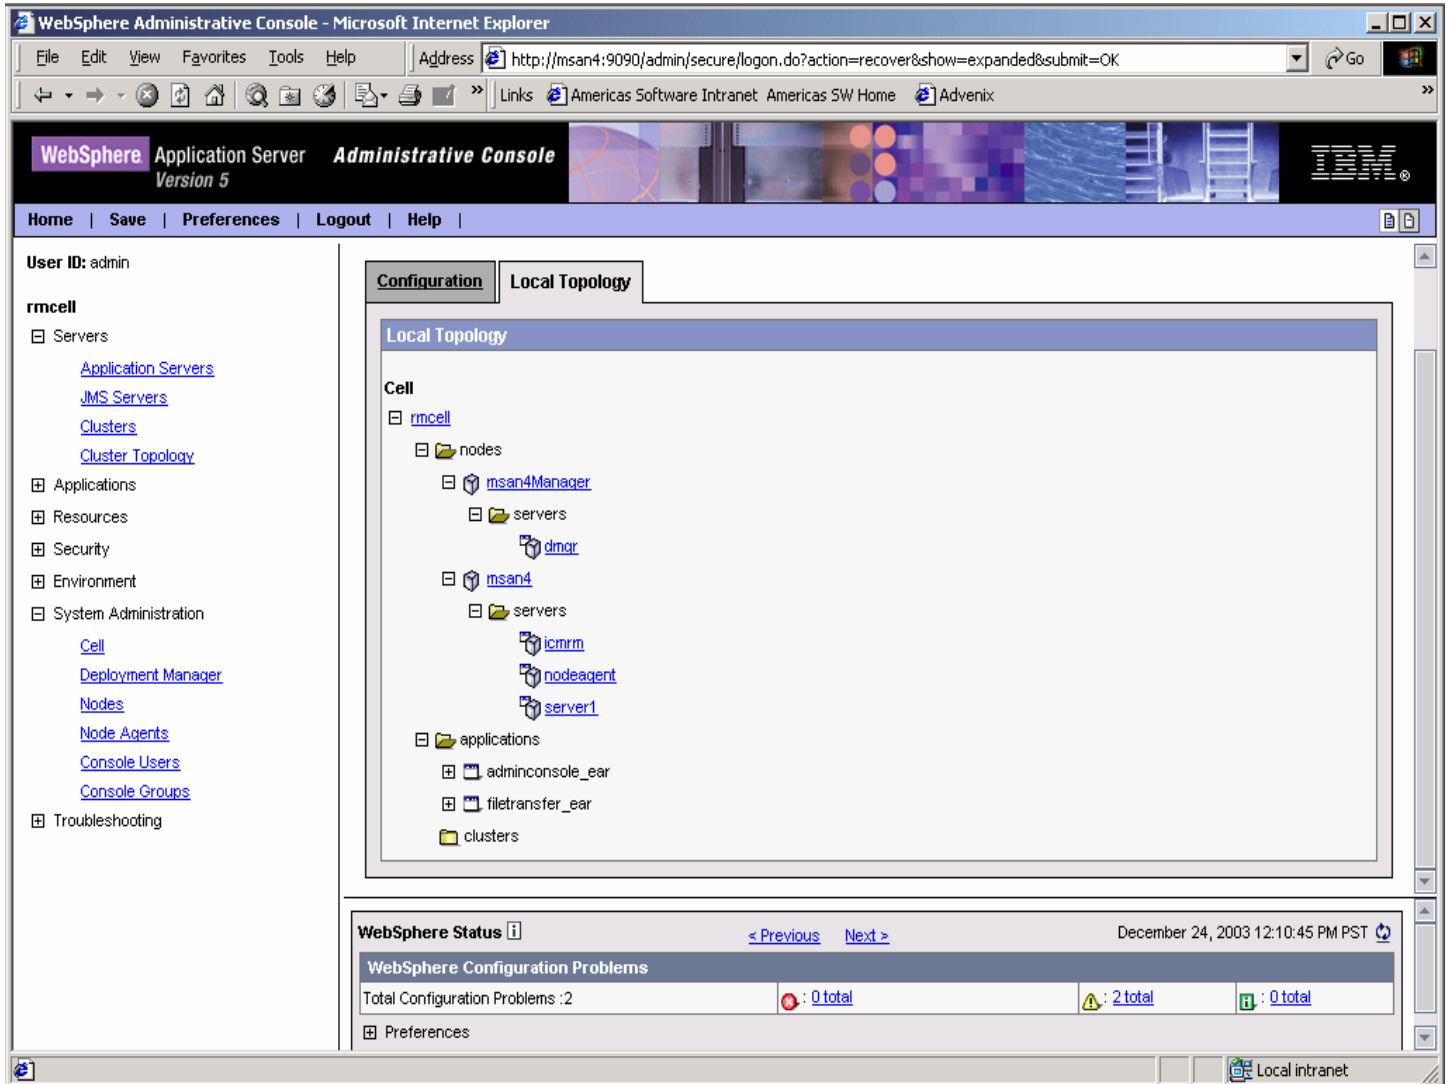 WebSphere Administrative Console - Microsoft Internet Explorer
File Edit View Favorites Tools Help Address http://msan4:9090/admin/secure/logon.do?action=recover&show=expanded&submit=OK Go
» Links Americas Software Intranet Americas SW Home Advenix »
WebSphere Application Server Administrative Console IBM®
Version 5
Home | Save | Preferences | Logout | Help |
User ID: admin
rmcell
Servers
Application Servers
JMS Servers
Clusters
Cluster Topology
Applications
Resources
Security
Environment
System Administration
Cell
Deployment Manager
Nodes
Node Agents
Console Users
Console Groups
Troubleshooting
Configuration Local Topology
Local Topology
Cell
rmcell
nodes
msan4Manager
servers
dmgr
msan4
servers
icmrm
nodeagent
server1
applications
adminconsole_ear
filetransfer_ear
clusters
WebSphere Status i < Previous Next > December 24, 2003 12:10:45 PM PST
WebSphere Configuration Problems
Total Configuration Problems :2 : 0 total : 2 total : 0 total
Preferences
Local intranet